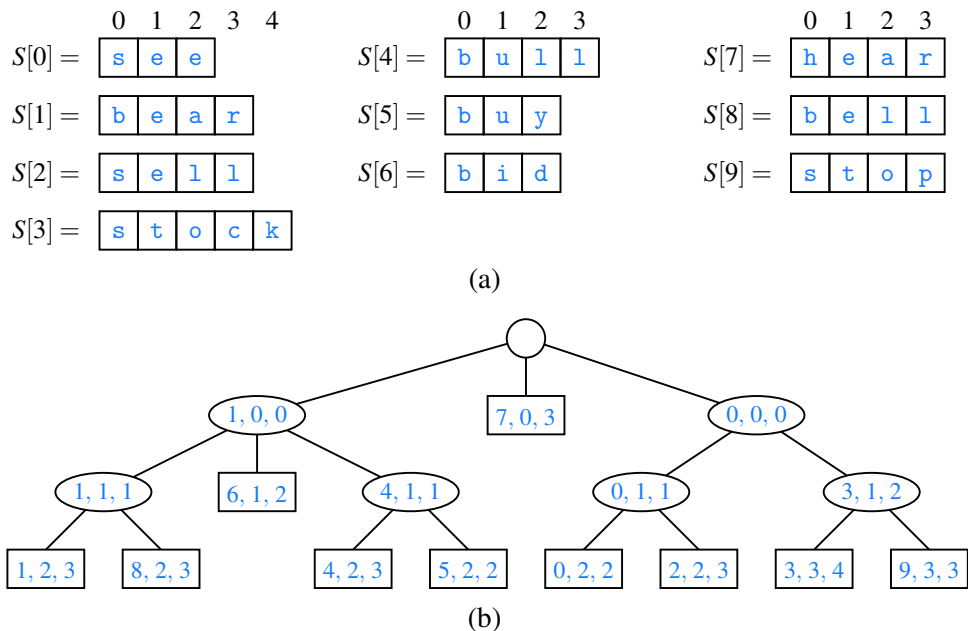 0 1 2 3 4 0 1 2 3 0 1 2 3
S[0] = s e e S[4] = b u l l S[7] = h e a r
S[1] = b e a r S[5] = b u y S[8] = b e l l
S[2] = s e l l S[6] = b i d S[9] = s t o p
S[3] = s t o c k
(a)
1, 0, 0 7, 0, 3 0, 0, 0
1, 1, 1 6, 1, 2 4, 1, 1 0, 1, 1 3, 1, 2
1, 2, 3 8, 2, 3 4, 2, 3 5, 2, 2 0, 2, 2 2, 2, 3 3, 3, 4 9, 3, 3
(b)